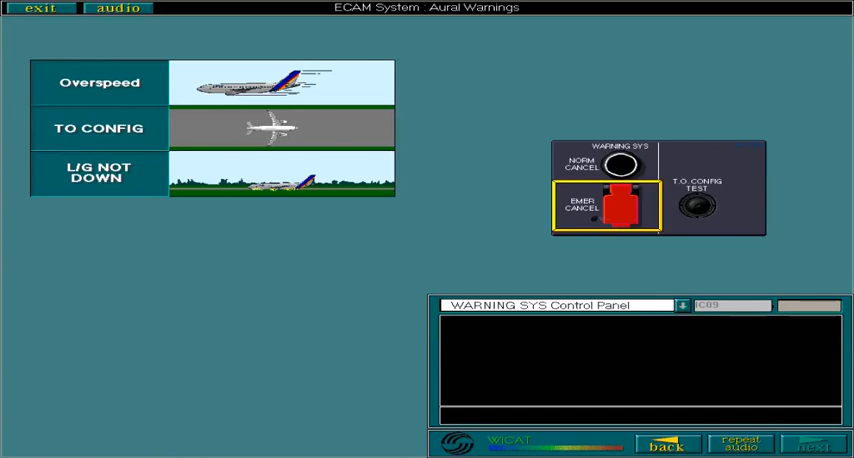 exit
audio
ECAM System : Aural Warnings
Overspeed
TO CONFIG
L/G NOT
DOWN
WARNING SYS
NORM
CANCEL
EMER
CANCEL
T.O. CONFIG
TEST
WARNING SYS Control Panel
IC09
WICAT
back
repeat
audio
next